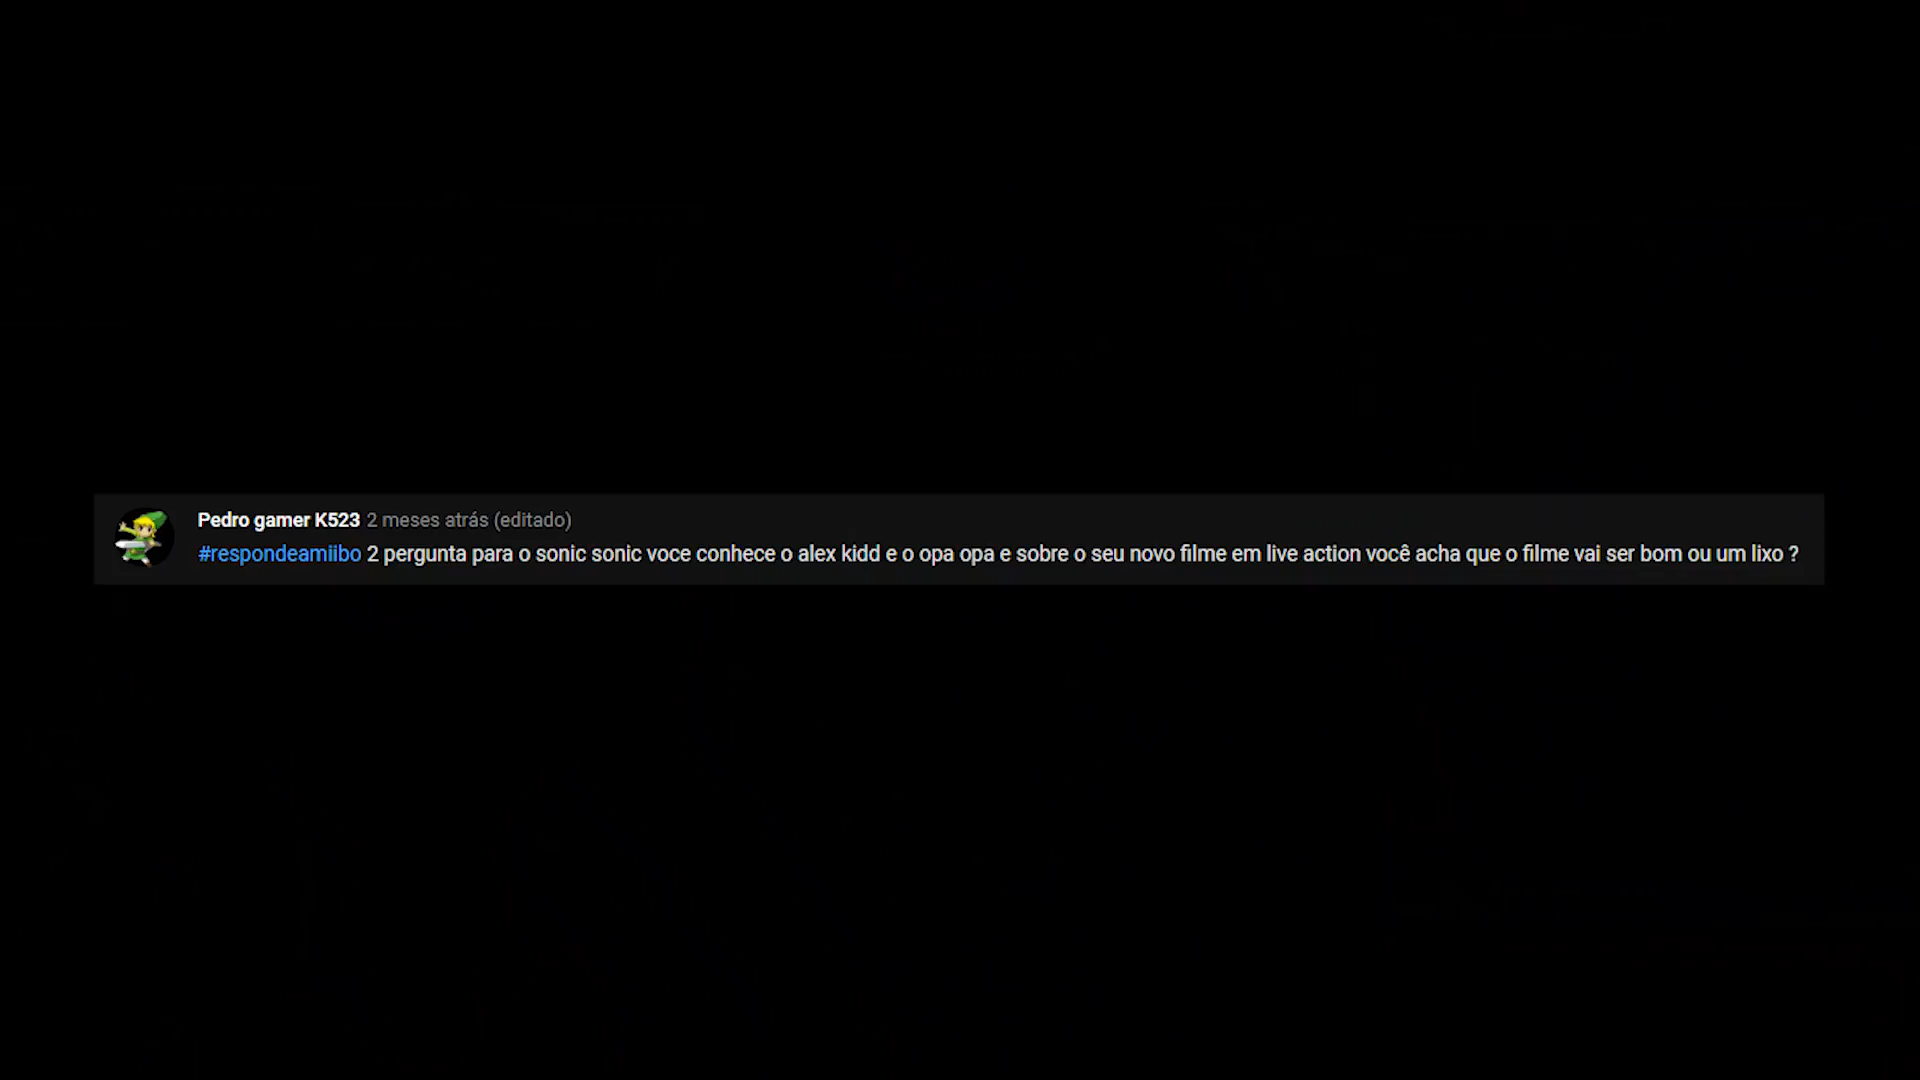 Pedro gamer K523 2 meses atrás (editado)
#respondeamiibo 2 pergunta para o sonic sonic voce conhece o alex kidd e o opa opa e sobre o seu novo filme em live action você acha que o filme vai ser bom ou um lixo ?